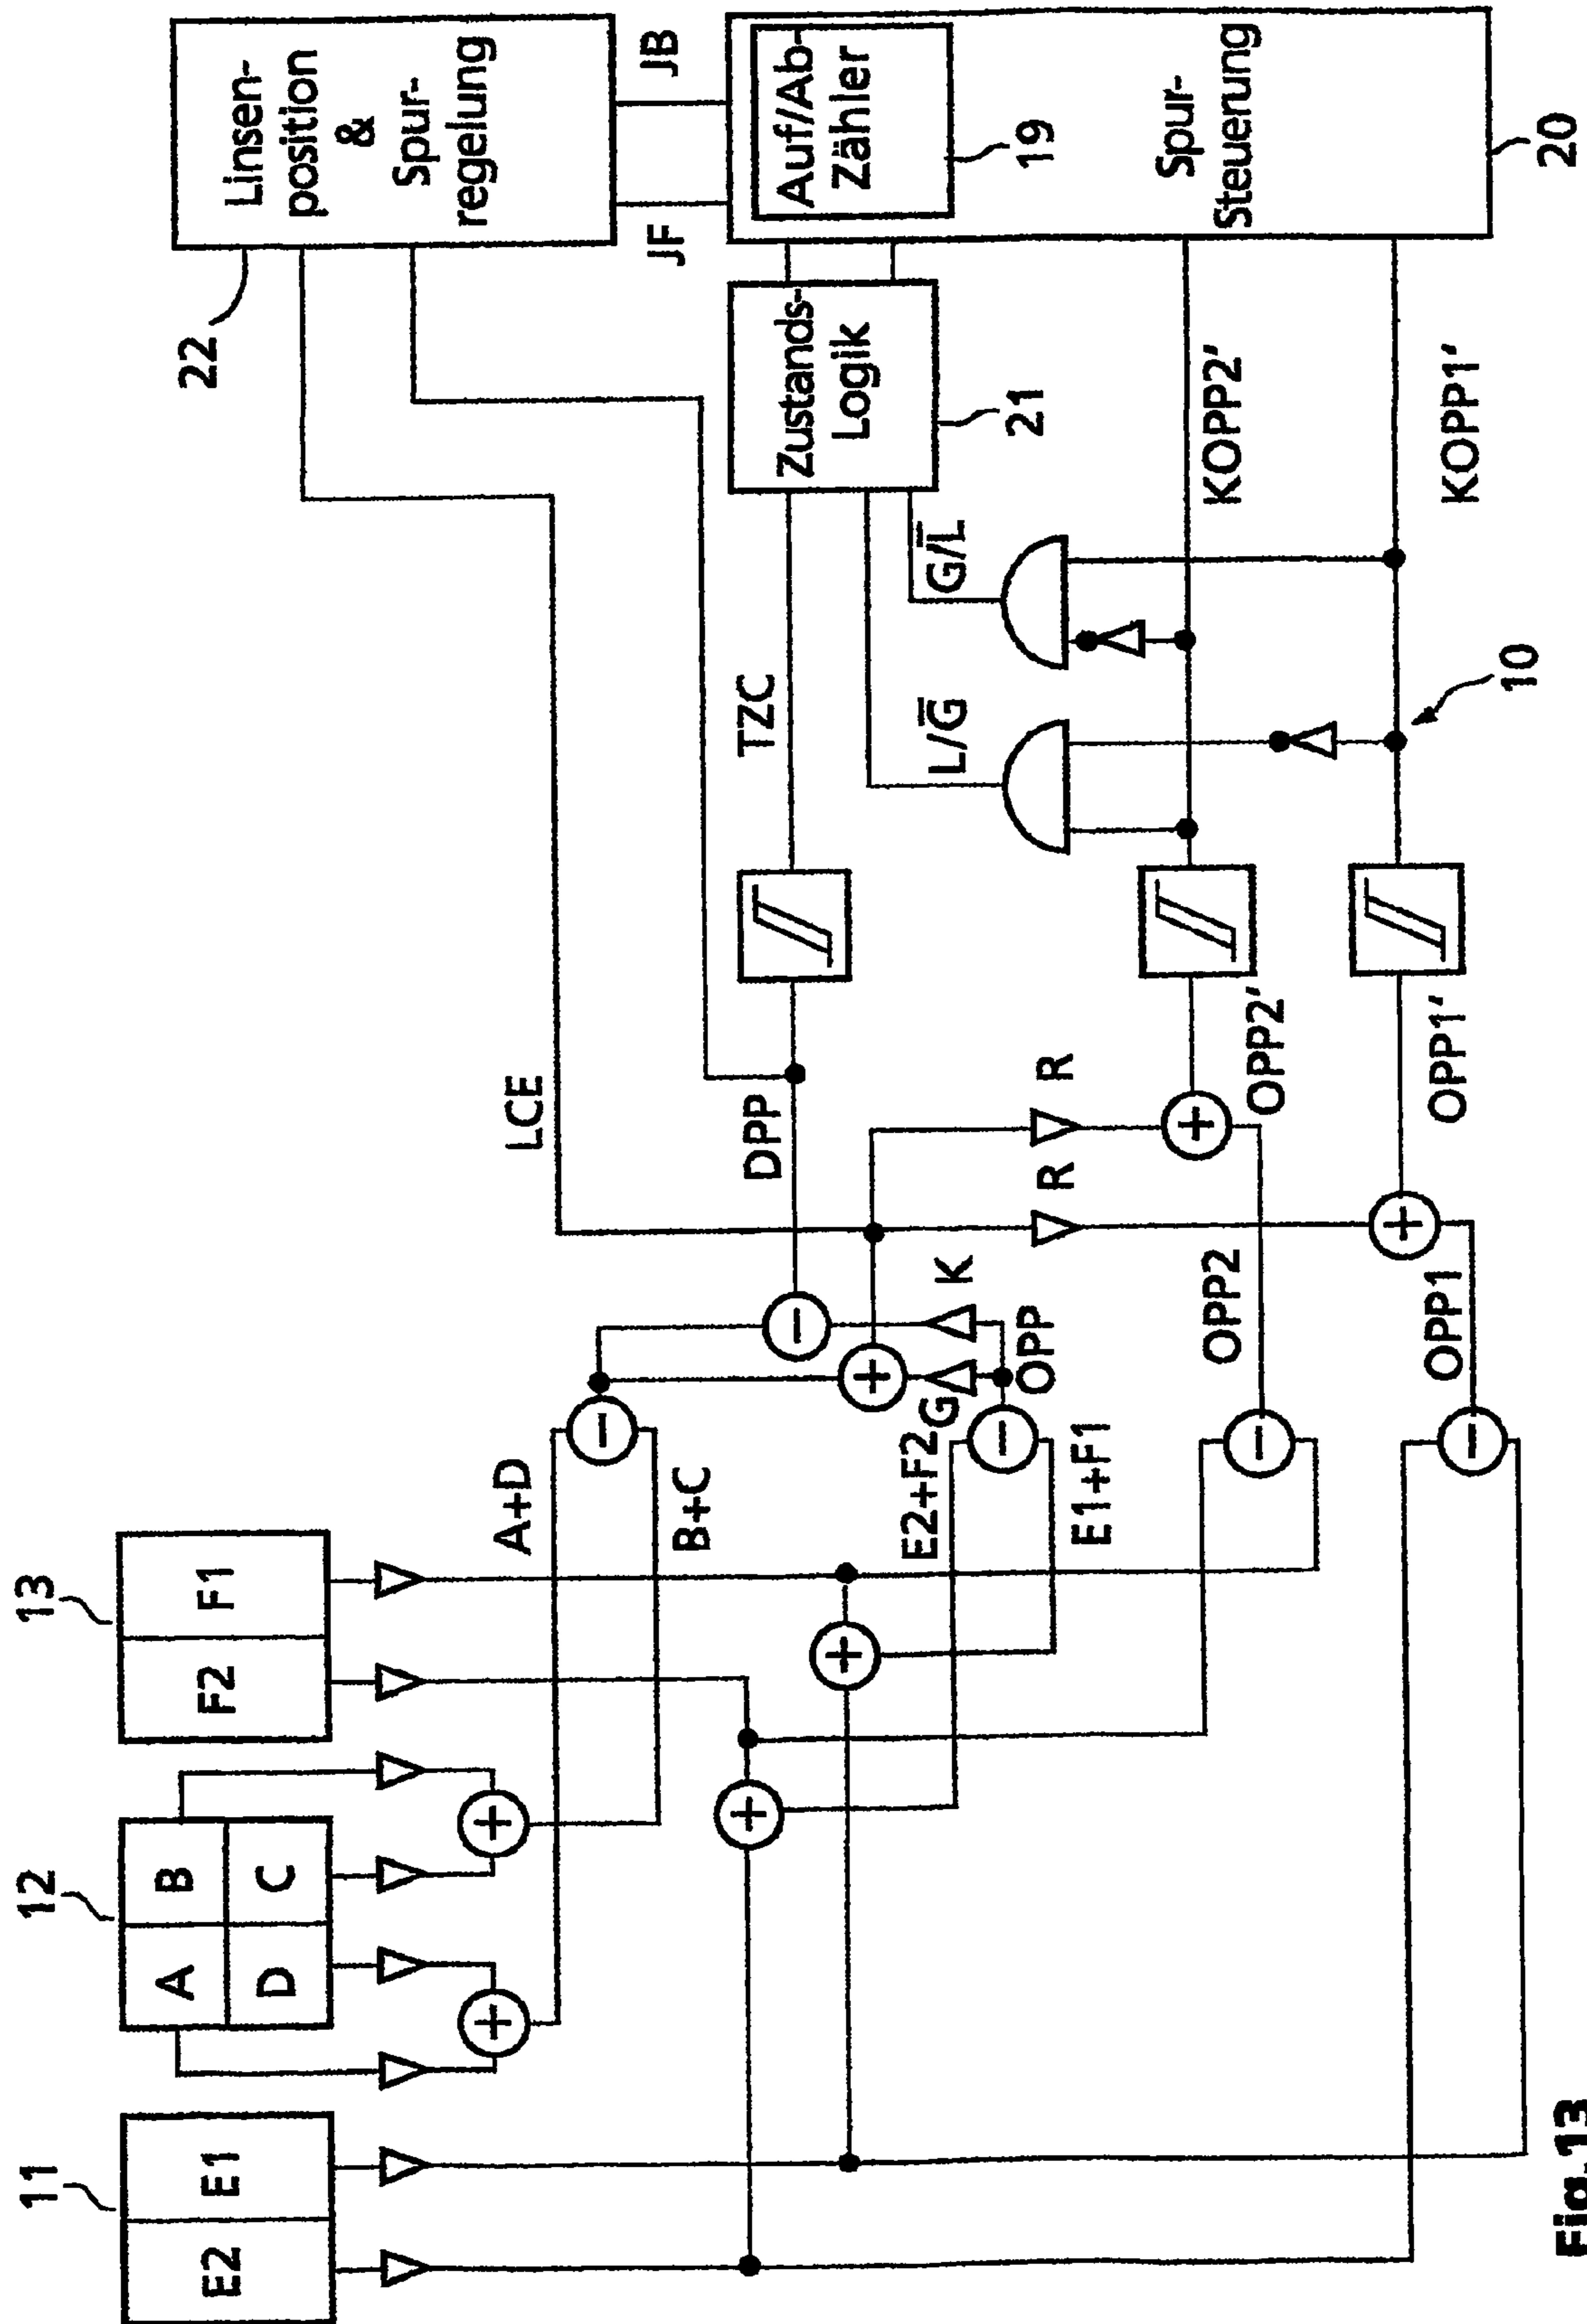 11
E2
E1
12
A
B
D
C
13
F2
F1
A+D
B+C
E2+F2
E1+F1
G
K
OPP
OPP2
OPP1
LCE
DPP
R
R
OPP2'
OPP1'
TZC
L/G̅
G/L̅
10
KOPP2'
KOPP1'
Zustands-
Logik
21
22
Linsen-
position
&
Spur-
regelung
JF
JB
Auf/Ab-
Zähler
19
Spur-
Steuerung
20
Fig.13